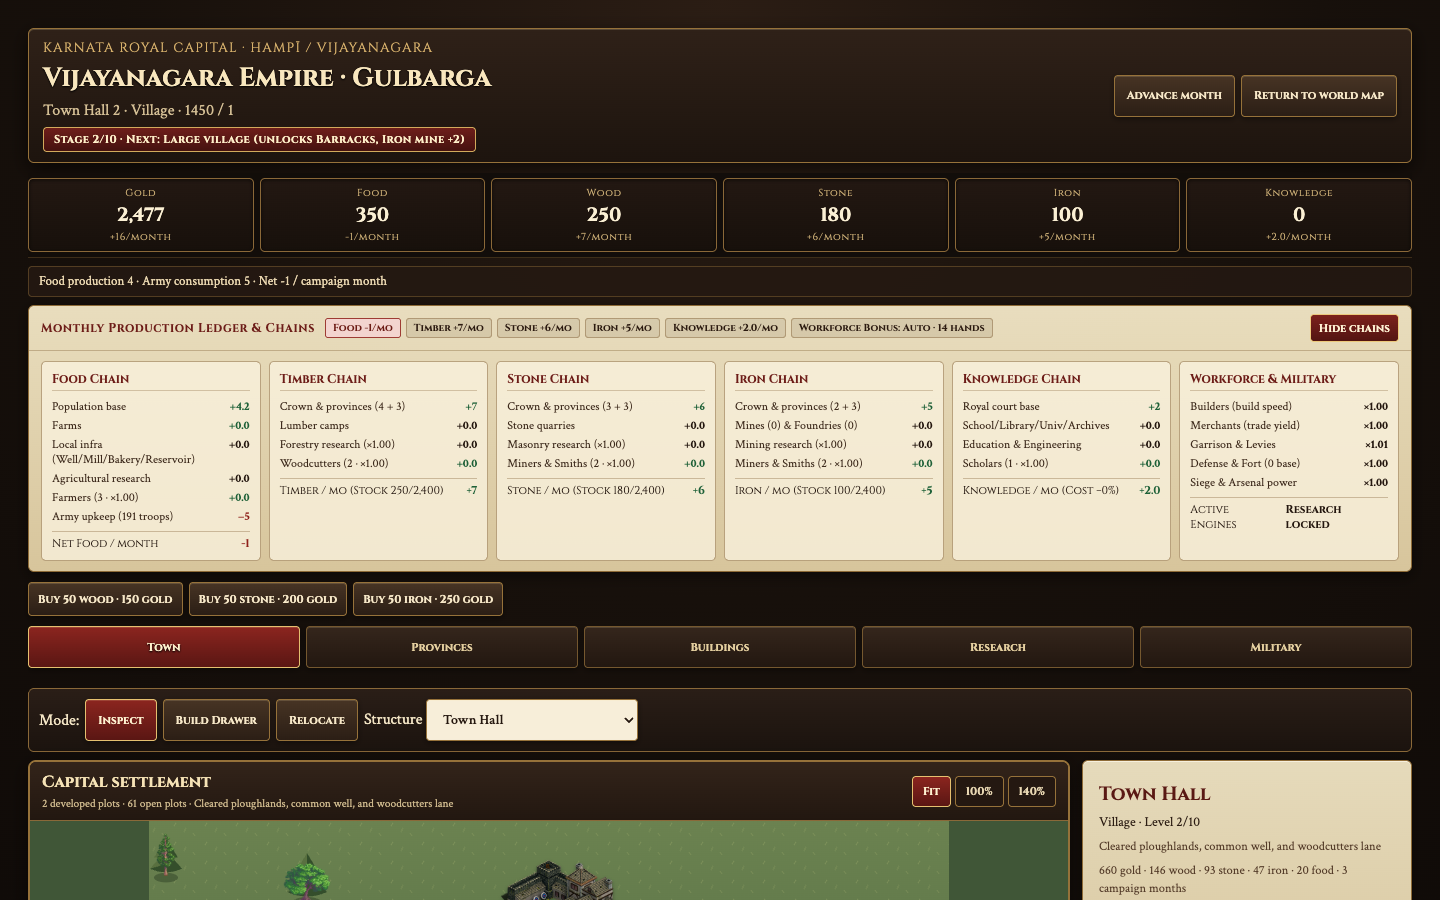 KARNATA ROYAL CAPITAL · HAMPĪ / VIJAYANAGARA
Vijayanagara Empire · Gulbarga
Town Hall 2 · Village · 1450 / 1
Stage 2/10 · Next: Large village (unlocks Barracks, Iron mine +2)
Advance month
Return to world map
Gold
2,477
+16/month
Food
350
-1/month
Wood
250
+7/month
Stone
180
+6/month
Iron
100
+5/month
Knowledge
0
+2.0/month
Food production 4 · Army consumption 5 · Net -1 / campaign month
Monthly Production Ledger & Chains
Food -1/mo
Timber +7/mo
Stone +6/mo
Iron +5/mo
Knowledge +2.0/mo
Workforce Bonus: Auto · 14 hands
Hide chains
Food Chain
Population base +4.2
Farms +0.0
Local infra +0.0
(Well/Mill/Bakery/Reservoir)
Agricultural research +0.0
Farmers (3 · ×1.00) +0.0
Army upkeep (191 troops) −5
Net Food / month -1
Timber Chain
Crown & provinces (4 + 3) +7
Lumber camps +0.0
Forestry research (×1.00) +0.0
Woodcutters (2 · ×1.00) +0.0
Timber / mo (Stock 250/2,400) +7
Stone Chain
Crown & provinces (3 + 3) +6
Stone quarries +0.0
Masonry research (×1.00) +0.0
Miners & Smiths (2 · ×1.00) +0.0
Stone / mo (Stock 180/2,400) +6
Iron Chain
Crown & provinces (2 + 3) +5
Mines (0) & Foundries (0) +0.0
Mining research (×1.00) +0.0
Miners & Smiths (2 · ×1.00) +0.0
Iron / mo (Stock 100/2,400) +5
Knowledge Chain
Royal court base +2
School/Library/Univ/Archives +0.0
Education & Engineering +0.0
Scholars (1 · ×1.00) +0.0
Knowledge / mo (Cost −0%) +2.0
Workforce & Military
Builders (build speed) ×1.00
Merchants (trade yield) ×1.00
Garrison & Levies ×1.01
Defense & Fort (0 base) ×1.00
Siege & Arsenal power ×1.00
Active Engines
Research locked
Buy 50 wood · 150 gold
Buy 50 stone · 200 gold
Buy 50 iron · 250 gold
Town
Provinces
Buildings
Research
Military
Mode:
Inspect
Build Drawer
Relocate
Structure
Town Hall
Capital settlement
2 developed plots · 61 open plots · Cleared ploughlands, common well, and woodcutters lane
Fit
100%
140%
Town Hall
Village · Level 2/10
Cleared ploughlands, common well, and woodcutters lane
660 gold · 146 wood · 93 stone · 47 iron · 20 food · 3
campaign months